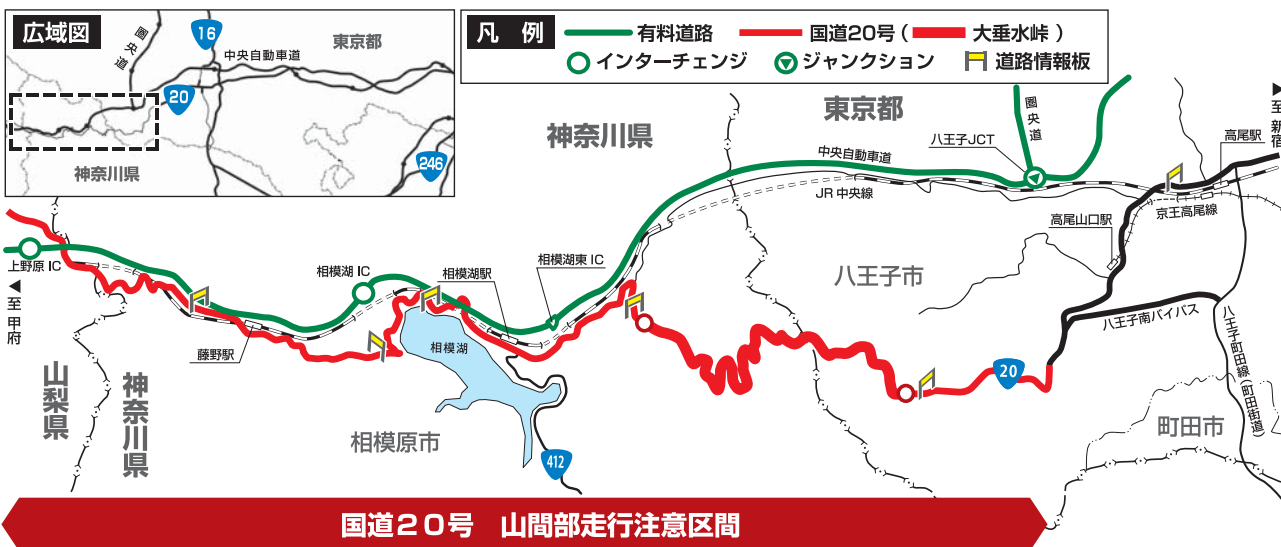 広域図
圏央道
16
中央自動車道
東京都
20
神奈川県
246
凡 例
有料道路
国道20号(
大垂水峠)
インターチェンジ
ジャンクション
道路情報板
神奈川県
東京都
圏央道
八王子JCT
▶至 新宿
高尾駅
中央自動車道
JR中央線
京王高尾線
高尾山口駅
上野原 IC
◀至 甲府
相模湖 IC
相模湖駅
相模湖東 IC
八王子市
八王子南バイパス
八王子町田線(町田街道)
藤野駅
相模湖
20
山梨県
神奈川県
相模原市
412
町田市
国道20号 山間部走行注意区間